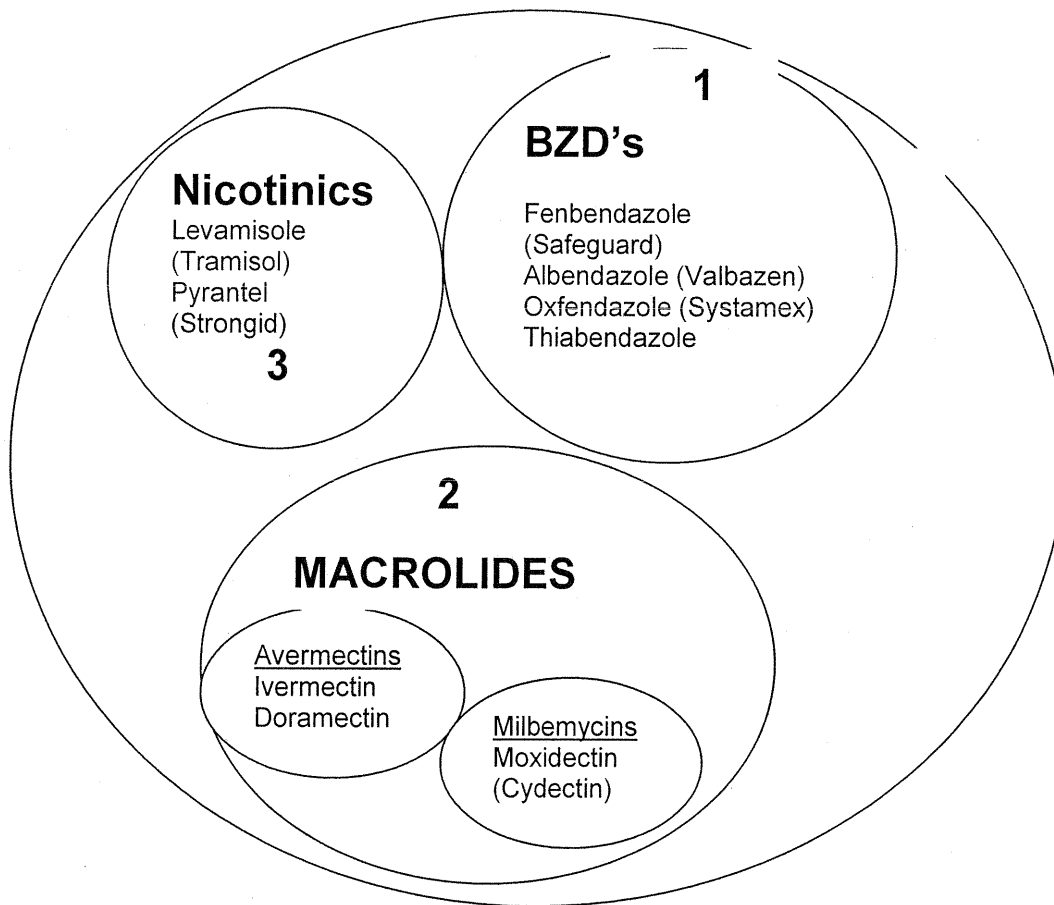 1
BZD's
Fenbendazole
(Safeguard)
Albendazole (Valbazen)
Oxfendazole (Systamex)
Thiabendazole
Nicotinics
Levamisole
(Tramisol)
Pyrantel
(Strongid)
3
2
MACROLIDES
Avermectins
Ivermectin
Doramectin
Milbemycins
Moxidectin
(Cydectin)